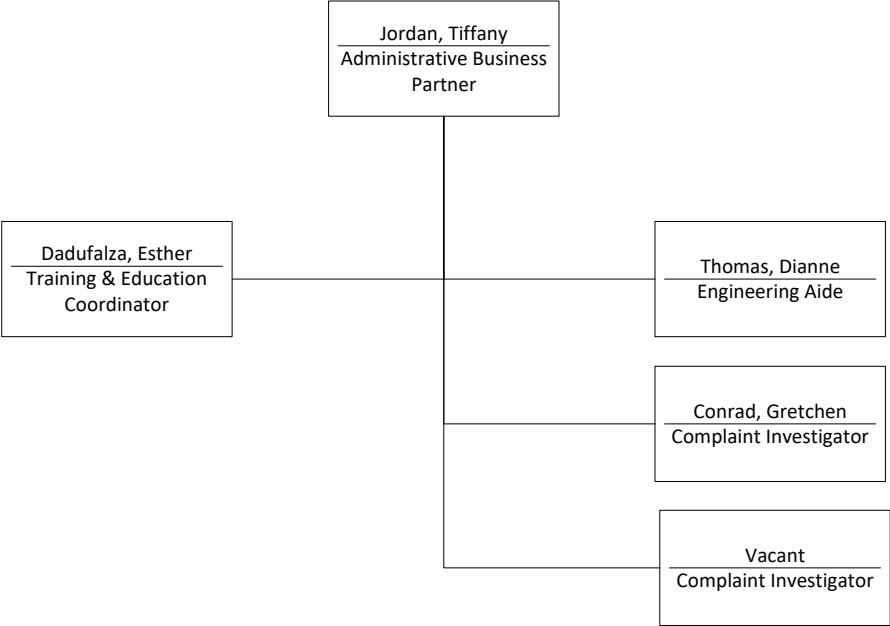 Jordan, Tiffany
Administrative Business
Partner
Dadufalza, Esther
Training & Education
Coordinator
Thomas, Dianne
Engineering Aide
Conrad, Gretchen
Complaint Investigator
Vacant
Complaint Investigator